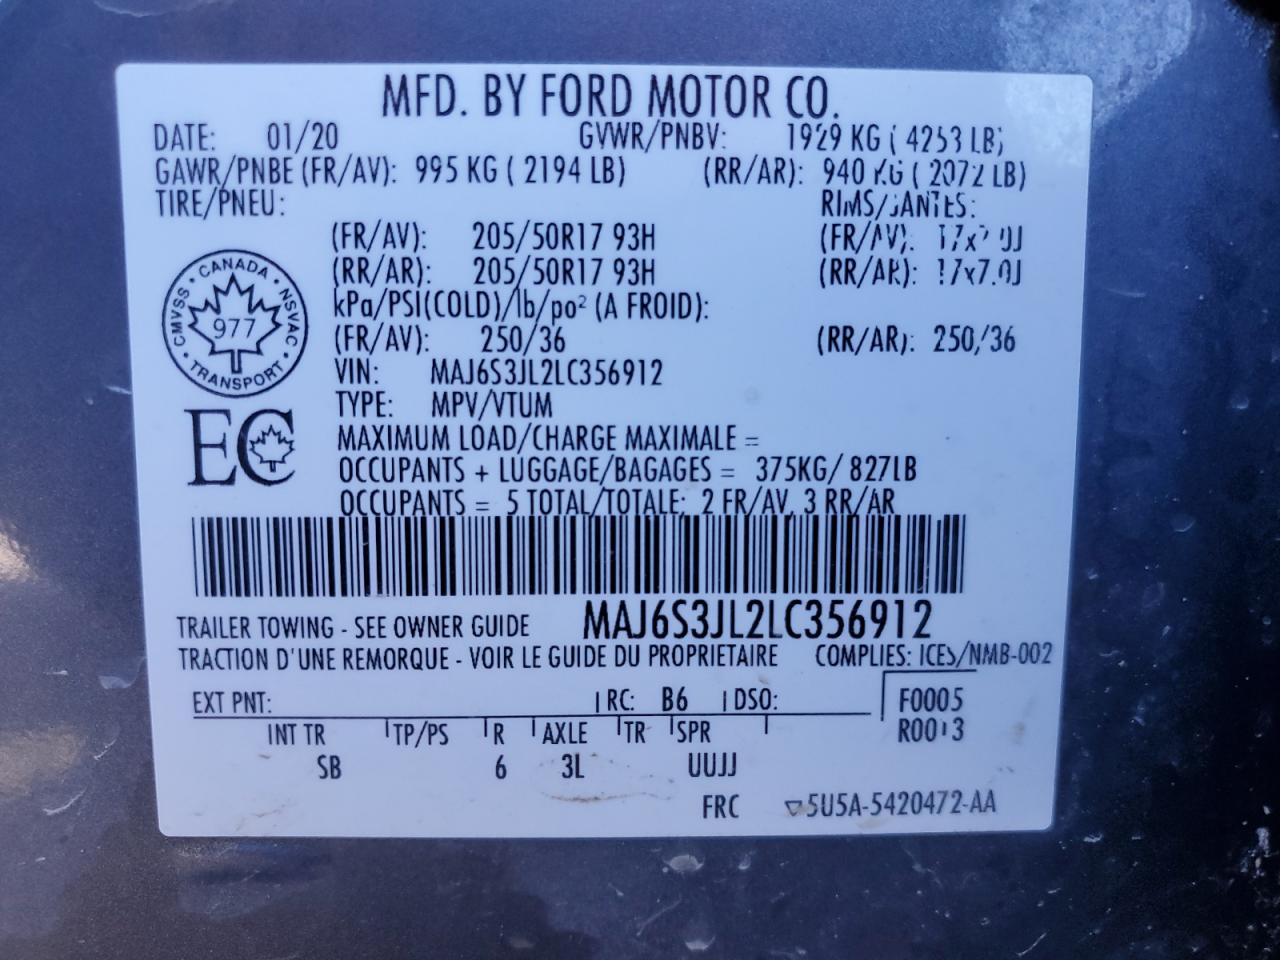 MFD. BY FORD MOTOR CO.
DATE: 01/20 GVWR/PNBV: 1929 KG ( 4253 LB)
GAWR/PNBE (FR/AV): 995 KG ( 2194 LB) (RR/AR): 940 KG ( 2072 LB)
TIRE/PNEU: RIMS/JANTES:
(FR/AV): 205/50R17 93H (FR/AV): 17x7.0J
(RR/AR): 205/50R17 93H (RR/AR): 17x7.0J
kPa/PSI(COLD)/lb/po² (A FROID):
(FR/AV): 250/36 (RR/AR): 250/36
CANADA
CMVSS · NSVAC
977
TRANSPORT
VIN: MAJ6S3JL2LC356912
TYPE: MPV/VTUM
EC
MAXIMUM LOAD/CHARGE MAXIMALE =
OCCUPANTS + LUGGAGE/BAGAGES = 375KG/ 827LB
OCCUPANTS = 5 TOTAL/TOTALE; 2 FR/AV, 3 RR/AR
TRAILER TOWING - SEE OWNER GUIDE MAJ6S3JL2LC356912
TRACTION D'UNE REMORQUE - VOIR LE GUIDE DU PROPRIETAIRE COMPLIES: ICES/NMB-002
EXT PNT: RC: B6 DSO: F0005
INT TR TP/PS R AXLE TR SPR R0013
SB 6 3L UUJJ
FRC ▽5U5A-5420472-AA